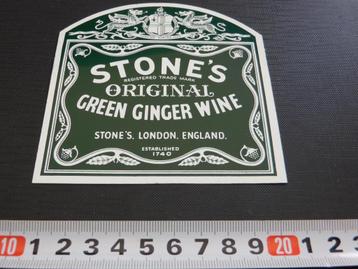 STONE'S
REGISTERED TRADE MARK
ORIGINAL
GREEN GINGER WINE
STONE'S, LONDON, ENGLAND.
ESTABLISHED
1740
10 1 2 3 4 5 6 7 8 9 20 1 2 3